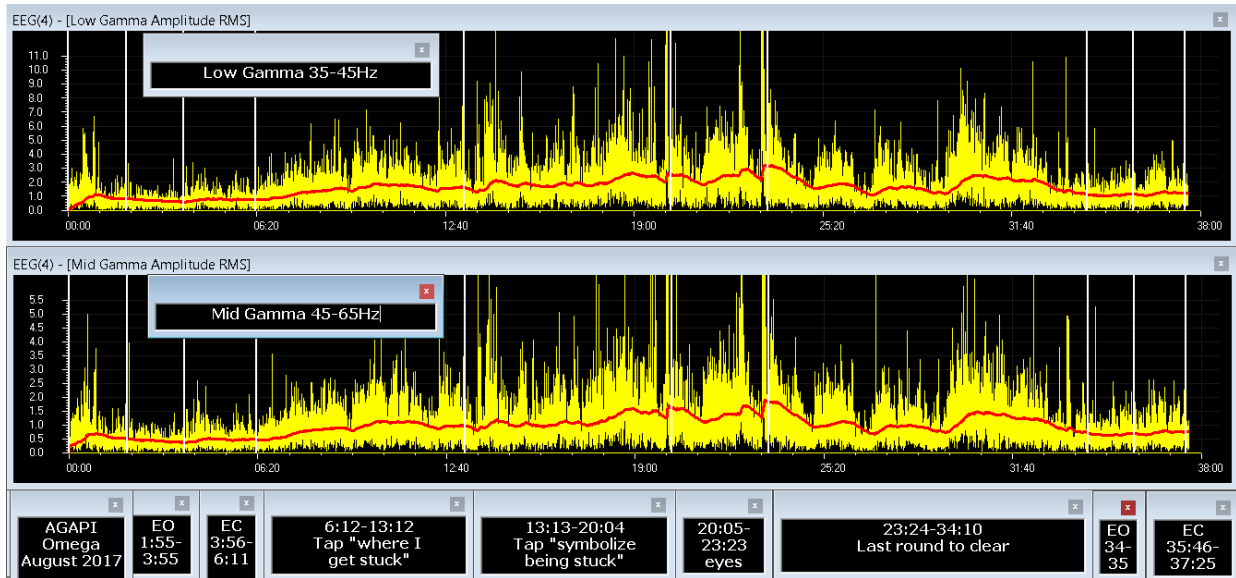 EEG(4) - [Low Gamma Amplitude RMS]
Low Gamma 35-45Hz
11.0
10.0
9.0
8.0
7.0
6.0
5.0
4.0
3.0
2.0
1.0
0.0
00:00 06:20 12:40 19:00 25:20 31:40 38:00
EEG(4) - [Mid Gamma Amplitude RMS]
Mid Gamma 45-65Hz
5.5
5.0
4.5
4.0
3.5
3.0
2.5
2.0
1.5
1.0
0.5
0.0
00:00 06:20 12:40 19:00 25:20 31:40 38:00
AGAPI
Omega
August 2017
EO
1:55-
3:55
EC
3:56-
6:11
6:12-13:12
Tap "where I
get stuck"
13:13-20:04
Tap "symbolize
being stuck"
20:05-
23:23
eyes
23:24-34:10
Last round to clear
EO
34-
35
EC
35:46-
37:25